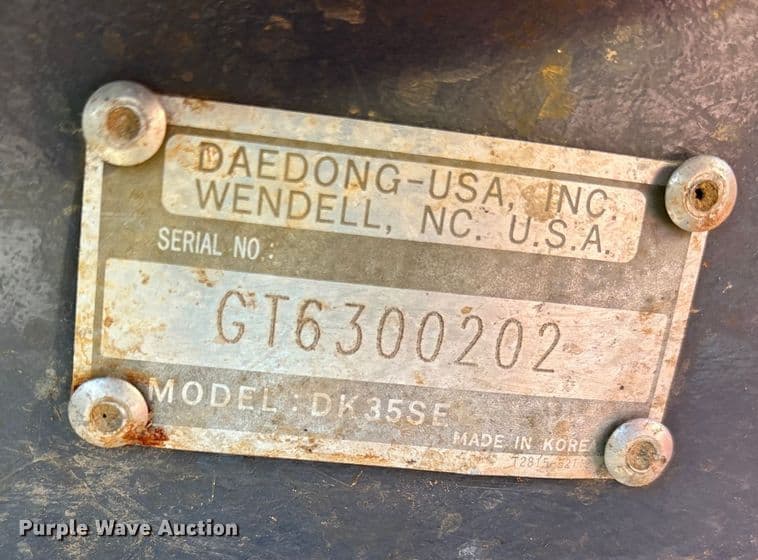 DAEDONG-USA, INC.
WENDELL, NC. U.S.A.
SERIAL NO.:
GT6300202
MODEL: DK35SE
MADE IN KORE
Purple Wave Auction